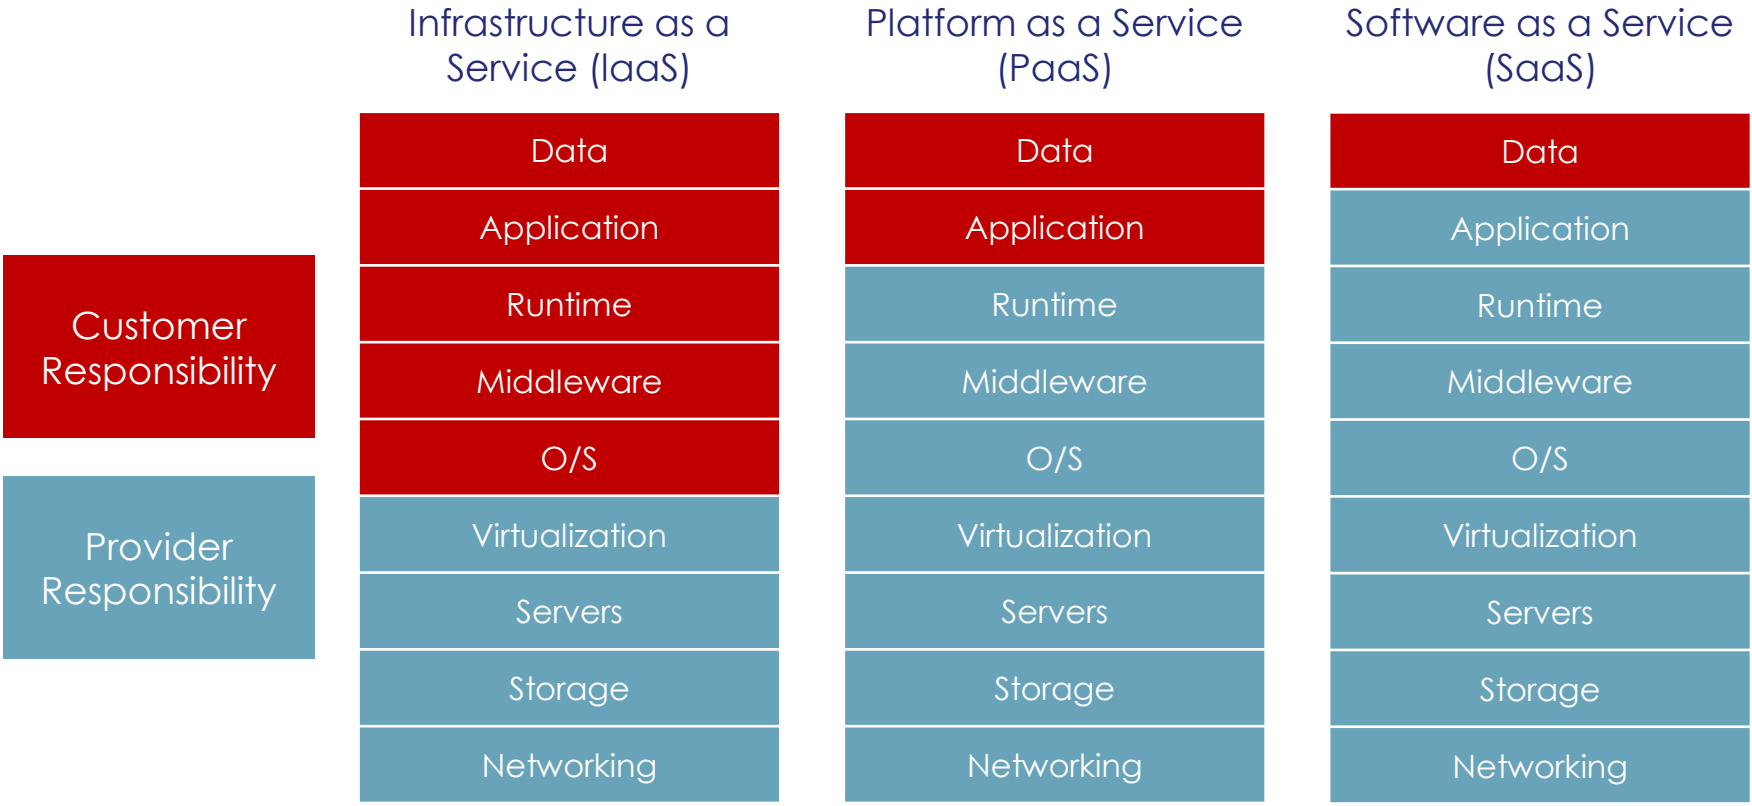 Infrastructure as a
Service (IaaS)
Platform as a Service
(PaaS)
Software as a Service
(SaaS)
Customer
Responsibility
Provider
Responsibility
Data
Application
Runtime
Middleware
O/S
Virtualization
Servers
Storage
Networking
Data
Application
Runtime
Middleware
O/S
Virtualization
Servers
Storage
Networking
Data
Application
Runtime
Middleware
O/S
Virtualization
Servers
Storage
Networking